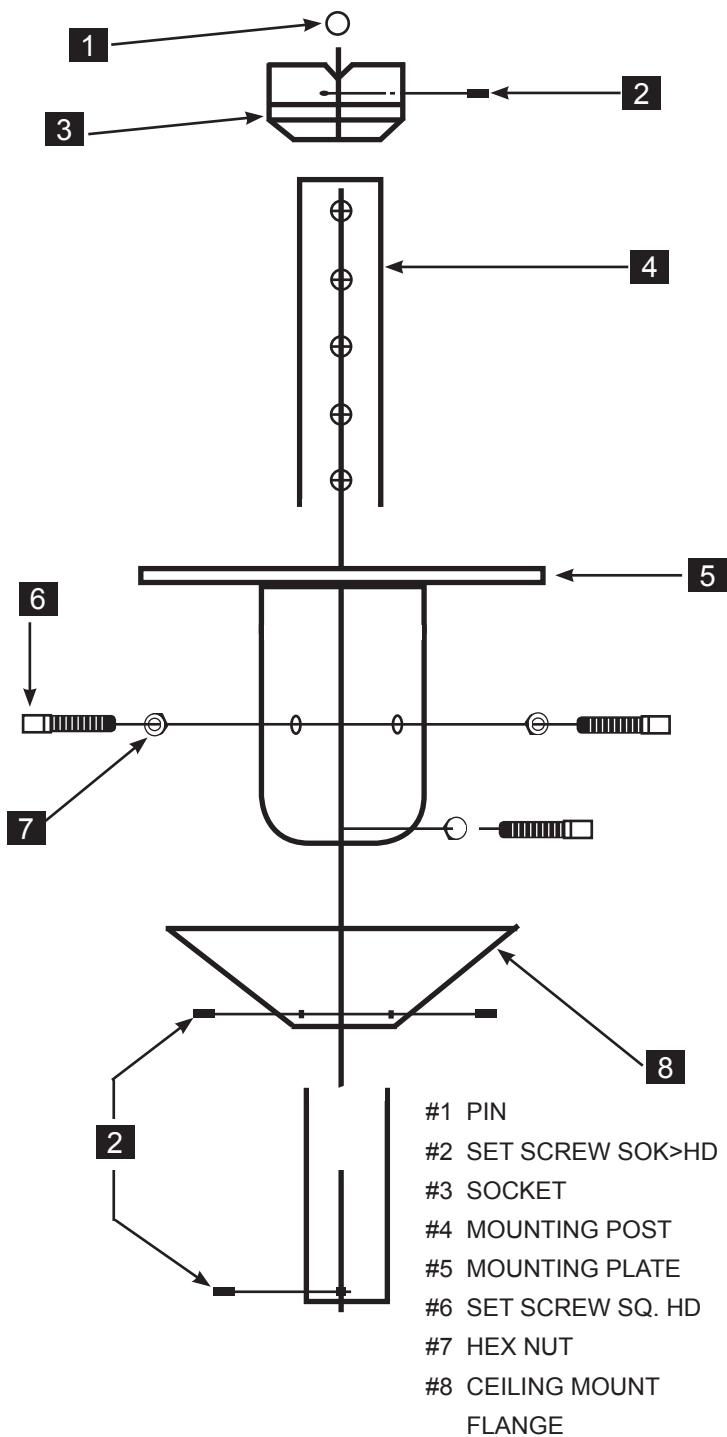 1
2
3
4
5
6
7
8
2
#1 PIN
#2 SET SCREW SOK>HD
#3 SOCKET
#4 MOUNTING POST
#5 MOUNTING PLATE
#6 SET SCREW SQ. HD
#7 HEX NUT
#8 CEILING MOUNT
FLANGE